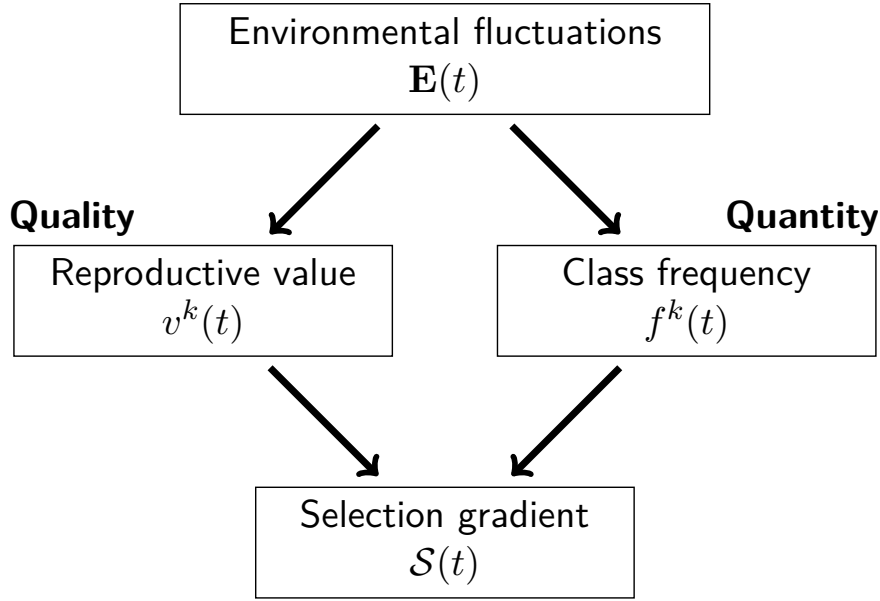 Environmental fluctuations
E(t)
Quality
Quantity
Reproductive value
v^k(t)
Class frequency
f^k(t)
Selection gradient
𝒮(t)